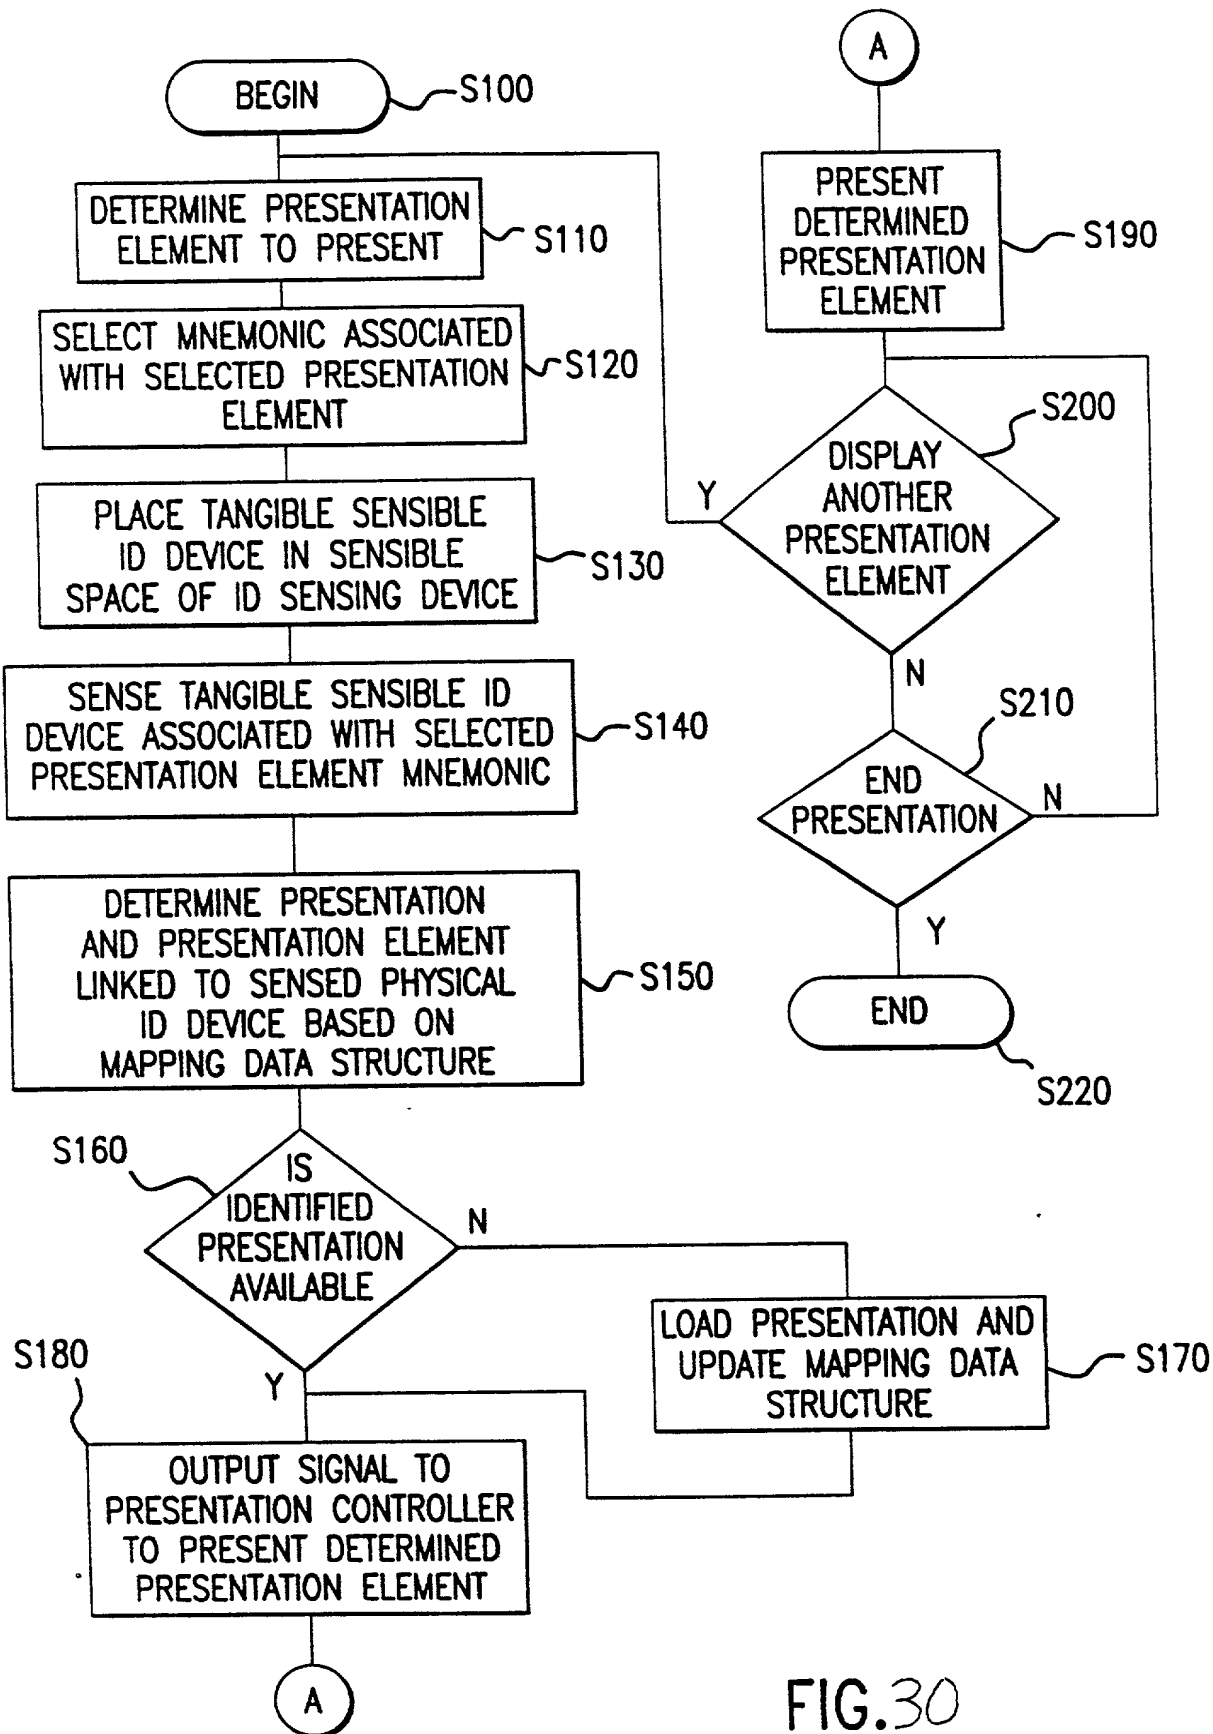 BEGIN
S100
DETERMINE PRESENTATION
ELEMENT TO PRESENT
S110
SELECT MNEMONIC ASSOCIATED
WITH SELECTED PRESENTATION
ELEMENT
S120
PLACE TANGIBLE SENSIBLE
ID DEVICE IN SENSIBLE
SPACE OF ID SENSING DEVICE
S130
SENSE TANGIBLE SENSIBLE ID
DEVICE ASSOCIATED WITH SELECTED
PRESENTATION ELEMENT MNEMONIC
S140
DETERMINE PRESENTATION
AND PRESENTATION ELEMENT
LINKED TO SENSED PHYSICAL
ID DEVICE BASED ON
MAPPING DATA STRUCTURE
S150
S160
IS
IDENTIFIED
PRESENTATION
AVAILABLE
N
Y
LOAD PRESENTATION AND
UPDATE MAPPING DATA
STRUCTURE
S170
S180
OUTPUT SIGNAL TO
PRESENTATION CONTROLLER
TO PRESENT DETERMINED
PRESENTATION ELEMENT
A
A
PRESENT
DETERMINED
PRESENTATION
ELEMENT
S190
S200
DISPLAY
ANOTHER
PRESENTATION
ELEMENT
Y
N
S210
END
PRESENTATION
N
Y
END
S220
FIG.30